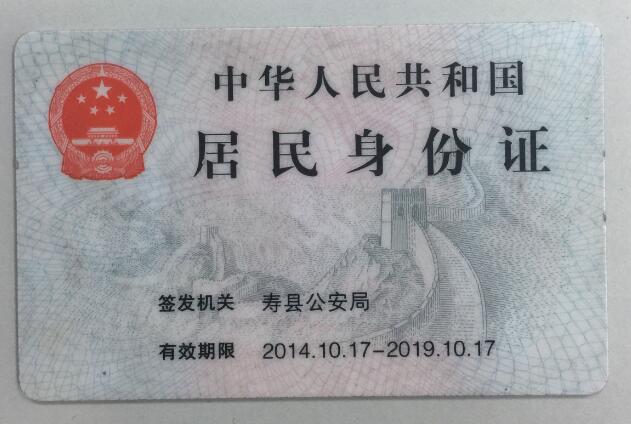 中华人民共和国
居民身份证
签发机关 寿县公安局
有效期限 2014.10.17-2019.10.17